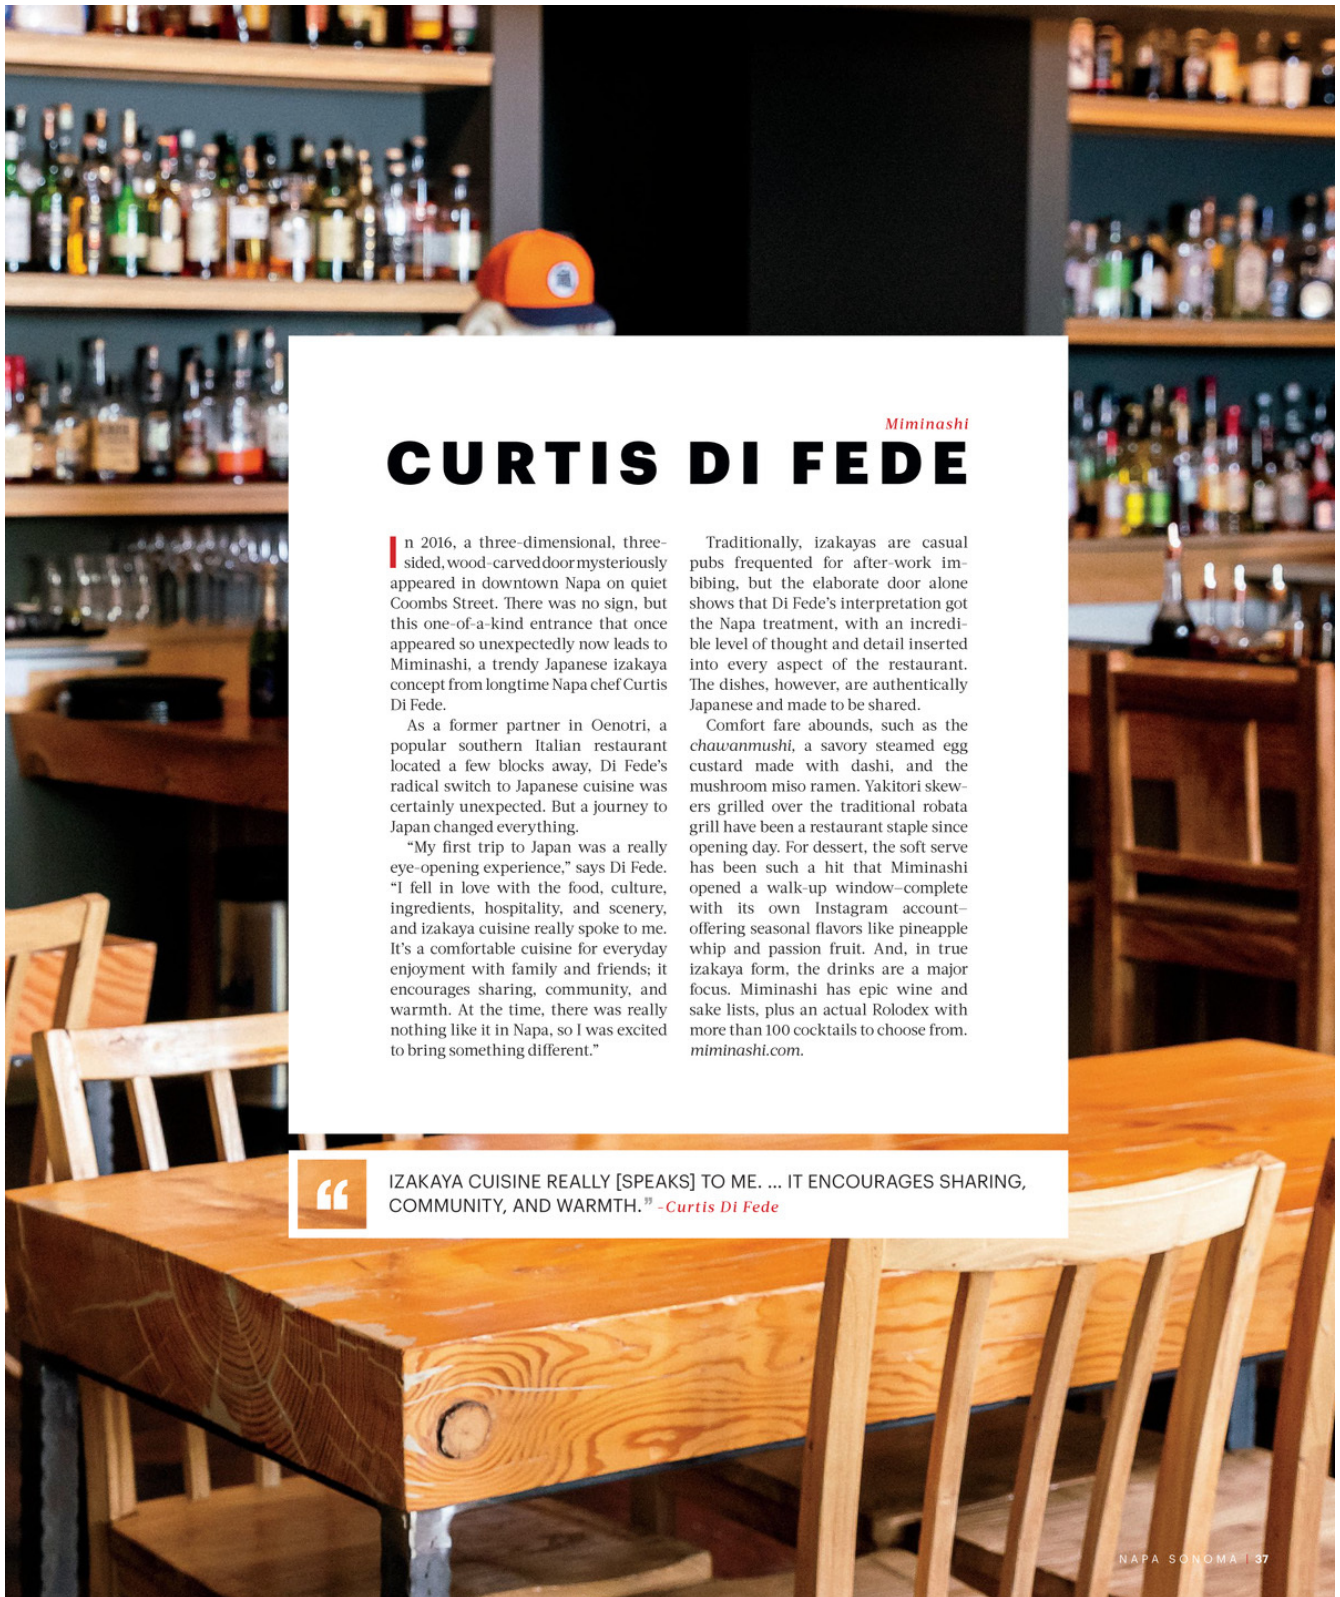 Miminashi
CURTIS DI FEDE
In 2016, a three-dimensional, three-
sided, wood-carved door mysteriously
appeared in downtown Napa on quiet
Coombs Street. There was no sign, but
this one-of-a-kind entrance that once
appeared so unexpectedly now leads to
Miminashi, a trendy Japanese izakaya
concept from longtime Napa chef Curtis
Di Fede.
As a former partner in Oenotri, a
popular southern Italian restaurant
located a few blocks away, Di Fede’s
radical switch to Japanese cuisine was
certainly unexpected. But a journey to
Japan changed everything.
“My first trip to Japan was a really
eye-opening experience,” says Di Fede.
“I fell in love with the food, culture,
ingredients, hospitality, and scenery,
and izakaya cuisine really spoke to me.
It’s a comfortable cuisine for everyday
enjoyment with family and friends; it
encourages sharing, community, and
warmth. At the time, there was really
nothing like it in Napa, so I was excited
to bring something different.”
Traditionally, izakayas are casual
pubs frequented for after-work im-
bibing, but the elaborate door alone
shows that Di Fede’s interpretation got
the Napa treatment, with an incredi-
ble level of thought and detail inserted
into every aspect of the restaurant.
The dishes, however, are authentically
Japanese and made to be shared.
Comfort fare abounds, such as the
chawanmushi, a savory steamed egg
custard made with dashi, and the
mushroom miso ramen. Yakitori skew-
ers grilled over the traditional robata
grill have been a restaurant staple since
opening day. For dessert, the soft serve
has been such a hit that Miminashi
opened a walk-up window—complete
with its own Instagram account—
offering seasonal flavors like pineapple
whip and passion fruit. And, in true
izakaya form, the drinks are a major
focus. Miminashi has epic wine and
sake lists, plus an actual Rolodex with
more than 100 cocktails to choose from.
miminashi.com.
“IZAKAYA CUISINE REALLY [SPEAKS] TO ME. ... IT ENCOURAGES SHARING,
COMMUNITY, AND WARMTH.” -Curtis Di Fede
NAPA SONOMA | 37